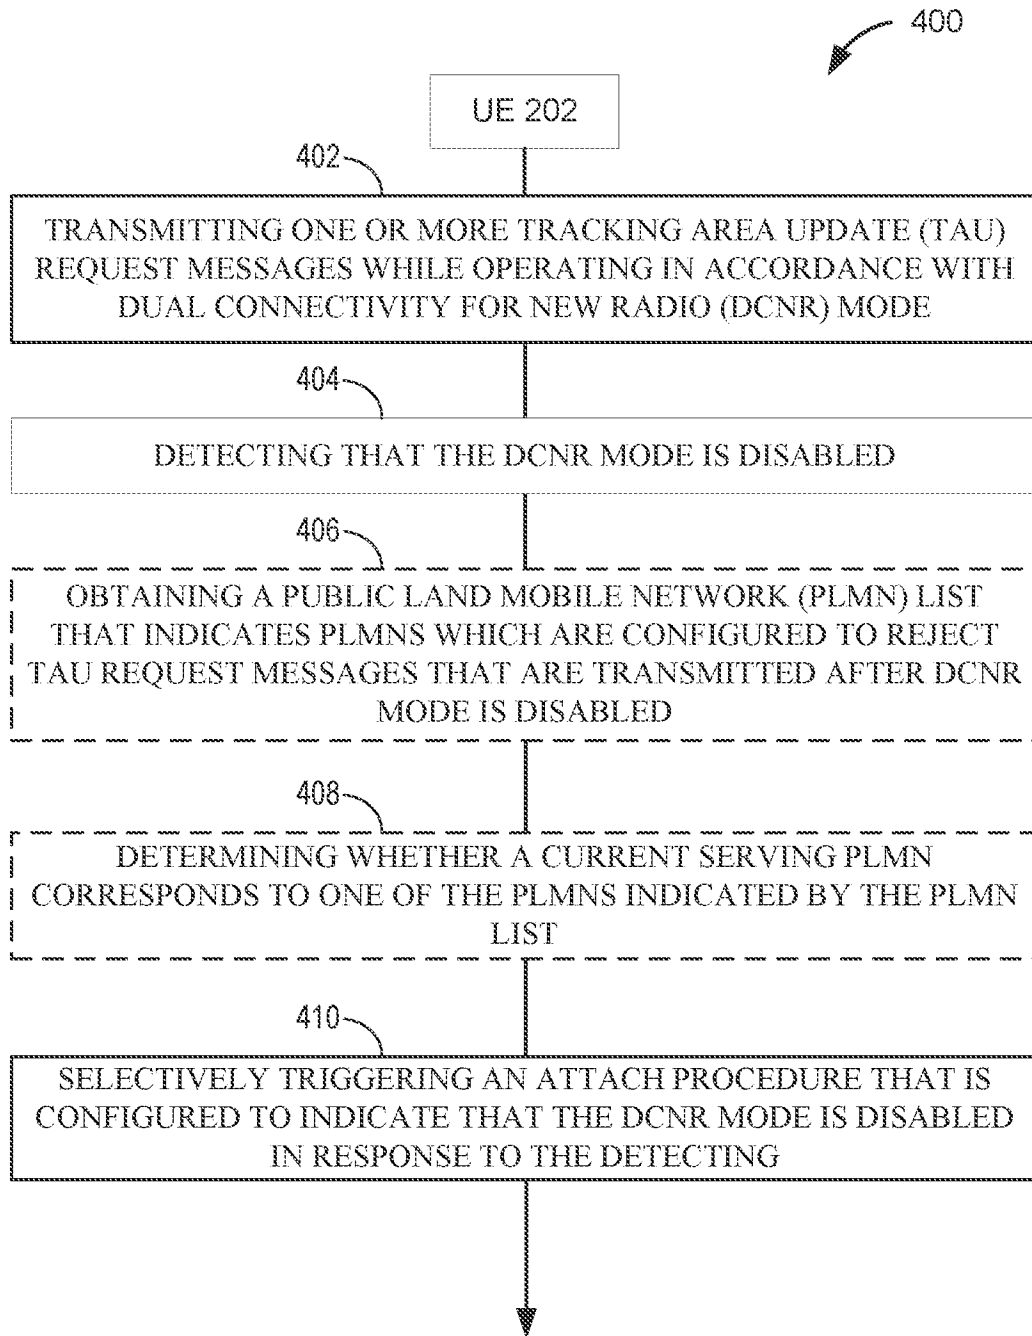 400
UE 202
402
TRANSMITTING ONE OR MORE TRACKING AREA UPDATE (TAU)
REQUEST MESSAGES WHILE OPERATING IN ACCORDANCE WITH
DUAL CONNECTIVITY FOR NEW RADIO (DCNR) MODE
404
DETECTING THAT THE DCNR MODE IS DISABLED
406
OBTAINING A PUBLIC LAND MOBILE NETWORK (PLMN) LIST
THAT INDICATES PLMNS WHICH ARE CONFIGURED TO REJECT
TAU REQUEST MESSAGES THAT ARE TRANSMITTED AFTER DCNR
MODE IS DISABLED
408
DETERMINING WHETHER A CURRENT SERVING PLMN
CORRESPONDS TO ONE OF THE PLMNS INDICATED BY THE PLMN
LIST
410
SELECTIVELY TRIGGERING AN ATTACH PROCEDURE THAT IS
CONFIGURED TO INDICATE THAT THE DCNR MODE IS DISABLED
IN RESPONSE TO THE DETECTING